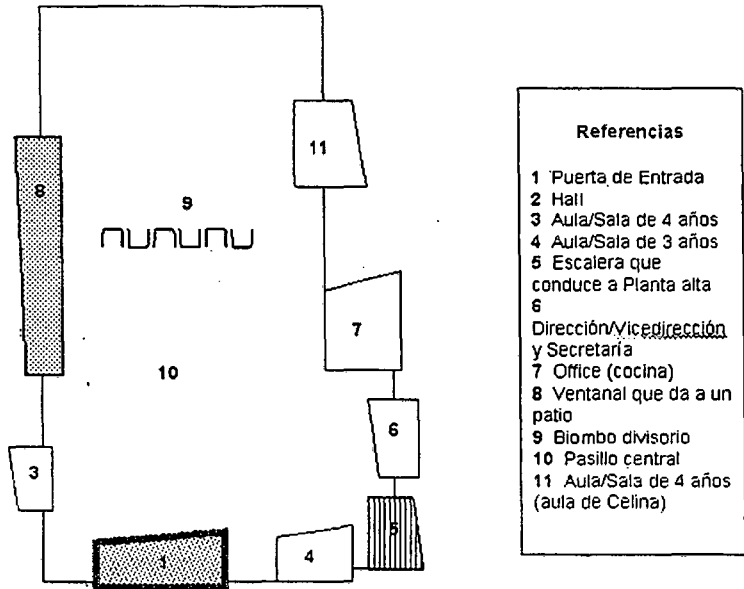 11
8
9
7
10
6
3
5
1
4
Referencias
1 Puerta de Entrada
2 Hall
3 Aula/Sala de 4 años
4 Aula/Sala de 3 años
5 Escalera que
conduce a Planta alta
6
Dirección/Vicedirección
y Secretaría
7 Office (cocina)
8 Ventanal que da a un
patio
9 Biombo divisorio
10 Pasillo central
11 Aula/Sala de 4 años
(aula de Celina)